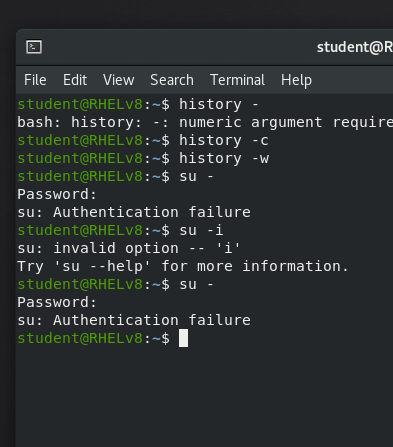 student@R
File Edit View Search Terminal Help
student@RHELv8:~$ history -
bash: history: -: numeric argument require
student@RHELv8:~$ history -c
student@RHELv8:~$ history -w
student@RHELv8:~$ su -
Password:
su: Authentication failure
student@RHELv8:~$ su -i
su: invalid option -- 'i'
Try 'su --help' for more information.
student@RHELv8:~$ su -
Password:
su: Authentication failure
student@RHELv8:~$